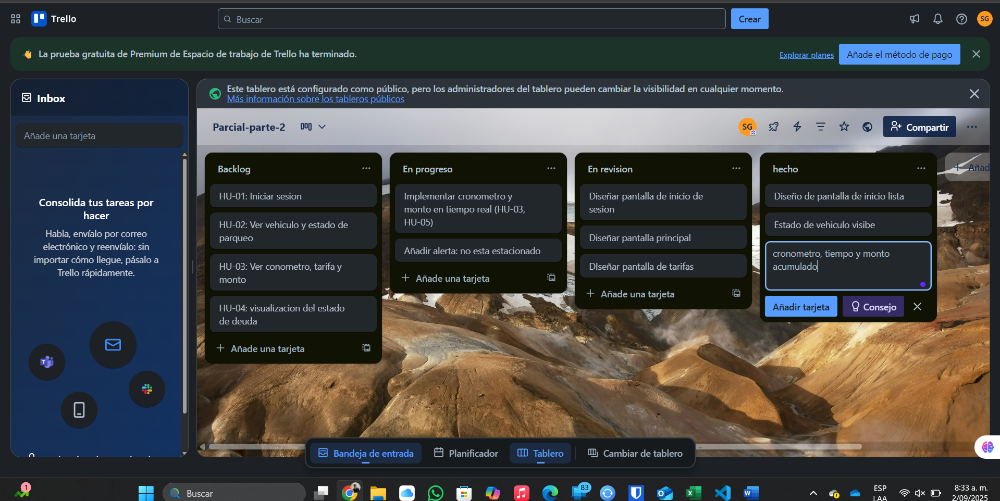 Trello
Buscar
Crear
SG
La prueba gratuita de Premium de Espacio de trabajo de Trello ha terminado.
Explorar planes
Añade el método de pago
Inbox
Añade una tarjeta
Consolida tus tareas por
hacer
Habla, envíalo por correo
electrónico y reenvíalo: sin
importar cómo llegue, pásalo a
Trello rápidamente.
Este tablero está configurado como público, pero los administradores del tablero pueden cambiar la visibilidad en cualquier momento.
Más información sobre los tableros públicos
Parcial-parte-2
SG
Compartir
Backlog
HU-01: Iniciar sesion
HU-02: Ver vehiculo y estado de
parqueo
HU-03: Ver conometro, tarifa y
monto
HU-04: visualizacion del estado
de deuda
Añade una tarjeta
En progreso
Implementar cronometro y
monto en tiempo real (HU-03,
HU-05)
Añadir alerta: no esta estacionado
Añade una tarjeta
En revision
Diseñar pantalla de inicio de
sesion
Diseñar pantalla principal
DIseñar pantalla de tarifas
Añade una tarjeta
hecho
Diseño de pantalla de inicio lista
Estado de vehiculo visibe
cronometro, tiempo y monto
acumulado
Añadir tarjeta
Consejo
Añad
Bandeja de entrada
Planificador
Tablero
Cambiar de tablero
1
Buscar
83
ESP
LAA
8:33 a. m.
2/09/2025